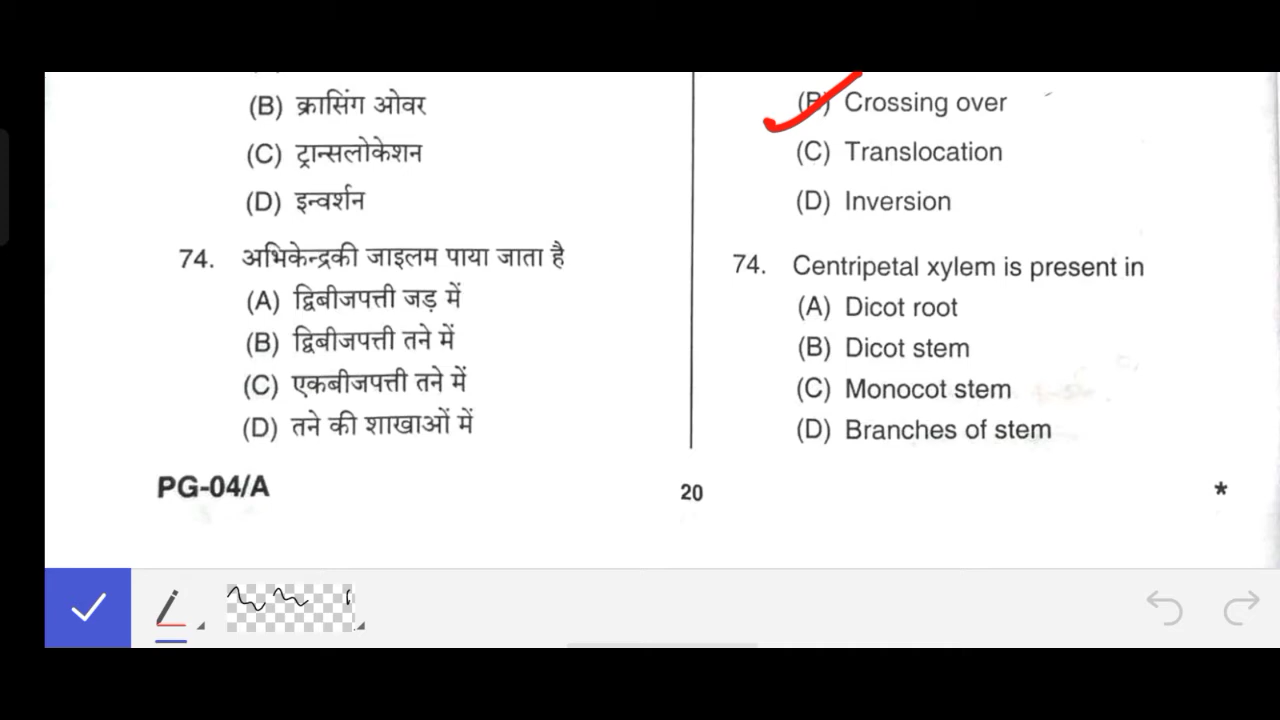 (B) क्रासिंग ओवर
(C) ट्रान्सलोकेशन
(D) इन्वर्शन
74. अभिकेन्द्रकी जाइलम पाया जाता है
(A) द्विबीजपत्ती जड़ में
(B) द्विबीजपत्ती तने में
(C) एकबीजपत्ती तने में
(D) तने की शाखाओं में
(B) Crossing over
(C) Translocation
(D) Inversion
74. Centripetal xylem is present in
(A) Dicot root
(B) Dicot stem
(C) Monocot stem
(D) Branches of stem
PG-04/A
20
*